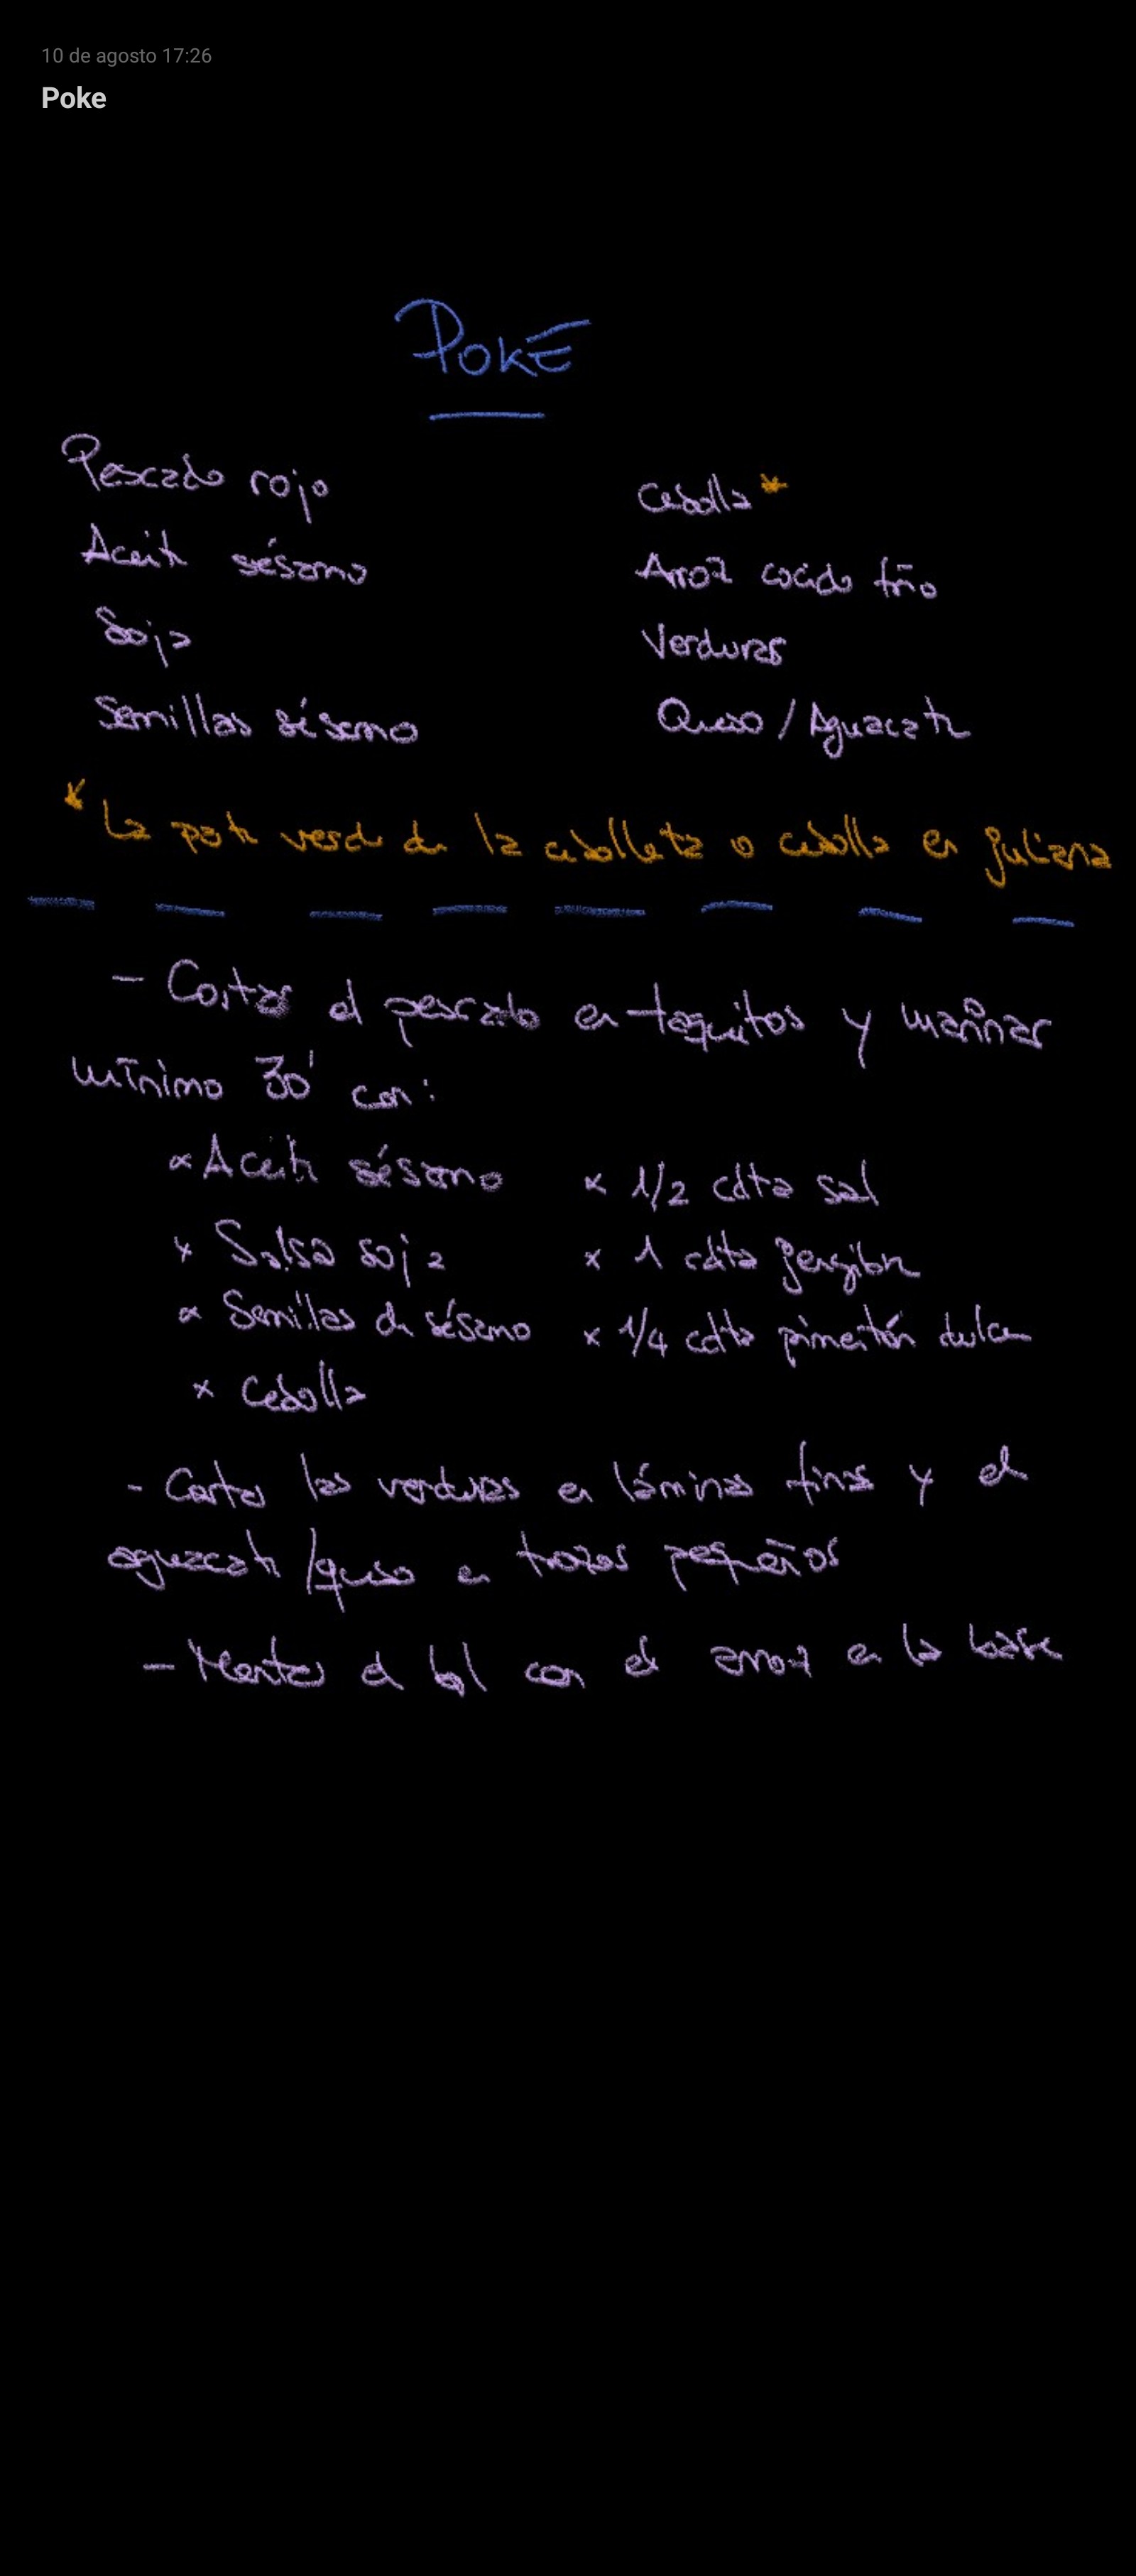 10 de agosto 17:26
Poke
POKE
Pescado rojo
Cebolla *
Aceite sésamo
Arroz cocido frío
Soja
Verduras
Semillas sésamo
Queso / Aguacate
* La parte verde de la cebolleta o cebolla en juliana
- Cortar el pescado en taquitos y marinar
mínimo 30' con:
x Aceite sésamo
x 1/2 cdta sal
x Salsa soja
x 1 cdta jengibre
x Semillas de sésamo
x 1/4 cdta pimentón dulce
x Cebolla
- Cortar las verduras en láminas finas y el
aguacate / queso en trozos pequeños
- Montar el bol con el arroz en la base